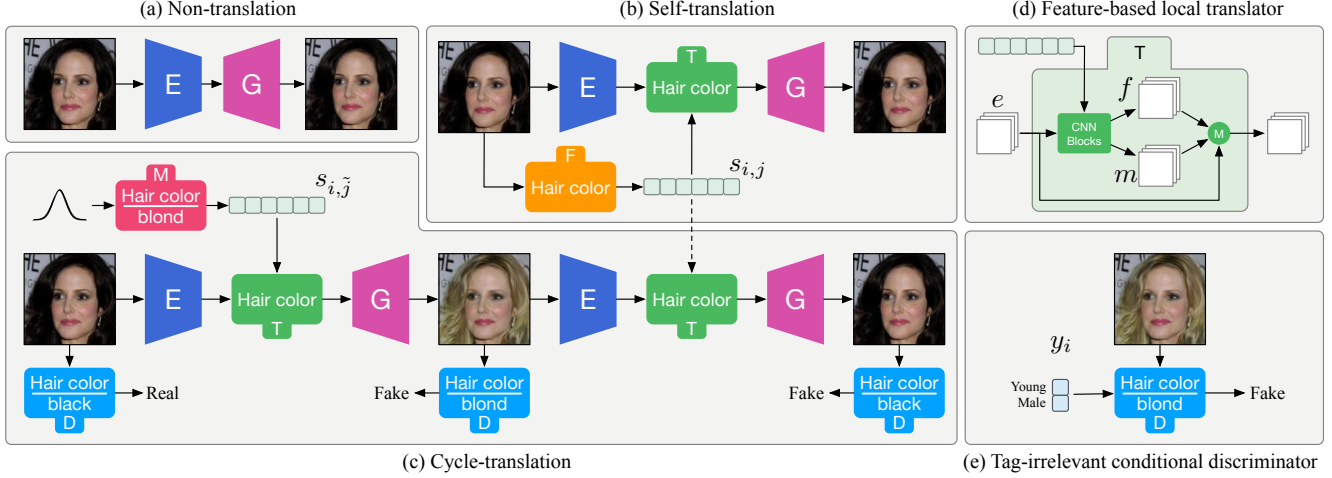 (a) Non-translation
E
G
(b) Self-translation
E
T
Hair color
G
F
Hair color
s_{i,j}
(d) Feature-based local translator
T
e
f
CNN
Blocks
m
M
M
Hair color
blond
s_{i,\tilde{j}}
E
Hair color
T
G
E
Hair color
T
G
Hair color
black
D
Real
Fake
Hair color
blond
D
Fake
Hair color
black
D
(c) Cycle-translation
y_i
Young
Male
Hair color
blond
D
Fake
(e) Tag-irrelevant conditional discriminator